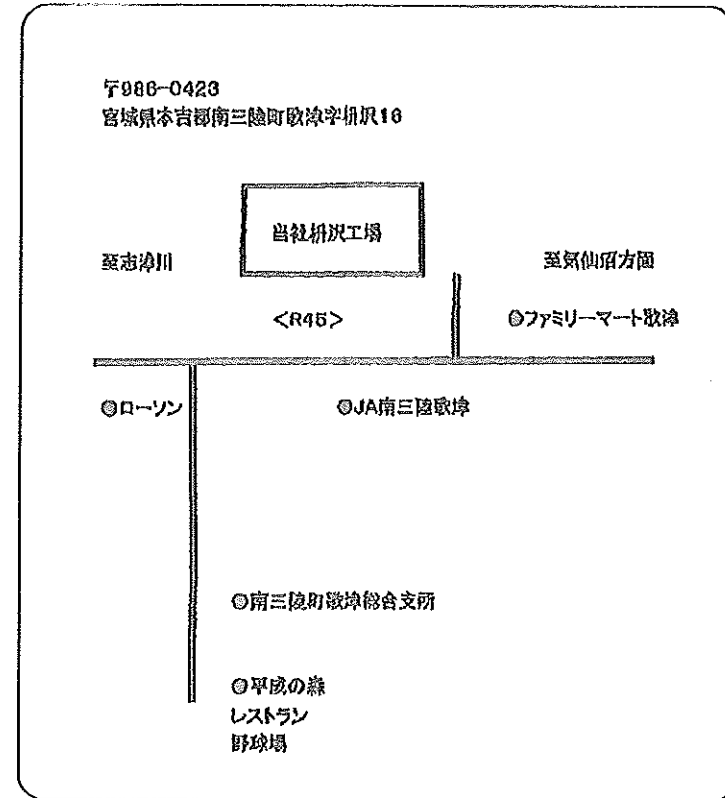 〒986-0423
宮城県本吉郡南三陸町歌津字枡沢16
当社枡沢工場
至志津川
至気仙沼方面
<R45>
◎ファミリーマート歌津
◎ローソン
◎JA南三陸歌津
◎南三陸町歌津総合支所
◎平成の森
レストラン
野球場